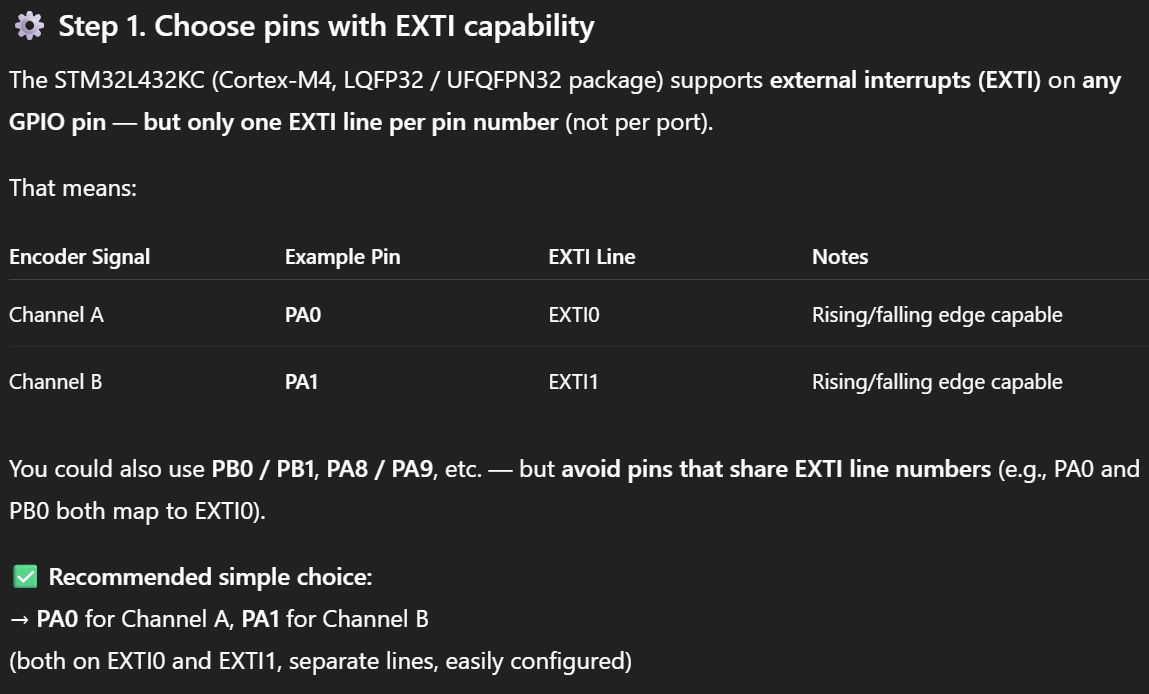 ⚙️ Step 1. Choose pins with EXTI capability
The STM32L432KC (Cortex-M4, LQFP32 / UFQFPN32 package) supports external interrupts (EXTI) on any
GPIO pin — but only one EXTI line per pin number (not per port).
That means:
Encoder Signal Example Pin EXTI Line Notes
Channel A PA0 EXTI0 Rising/falling edge capable
Channel B PA1 EXTI1 Rising/falling edge capable
You could also use PB0 / PB1, PA8 / PA9, etc. — but avoid pins that share EXTI line numbers (e.g., PA0 and
PB0 both map to EXTI0).
✅ Recommended simple choice:
→ PA0 for Channel A, PA1 for Channel B
(both on EXTI0 and EXTI1, separate lines, easily configured)